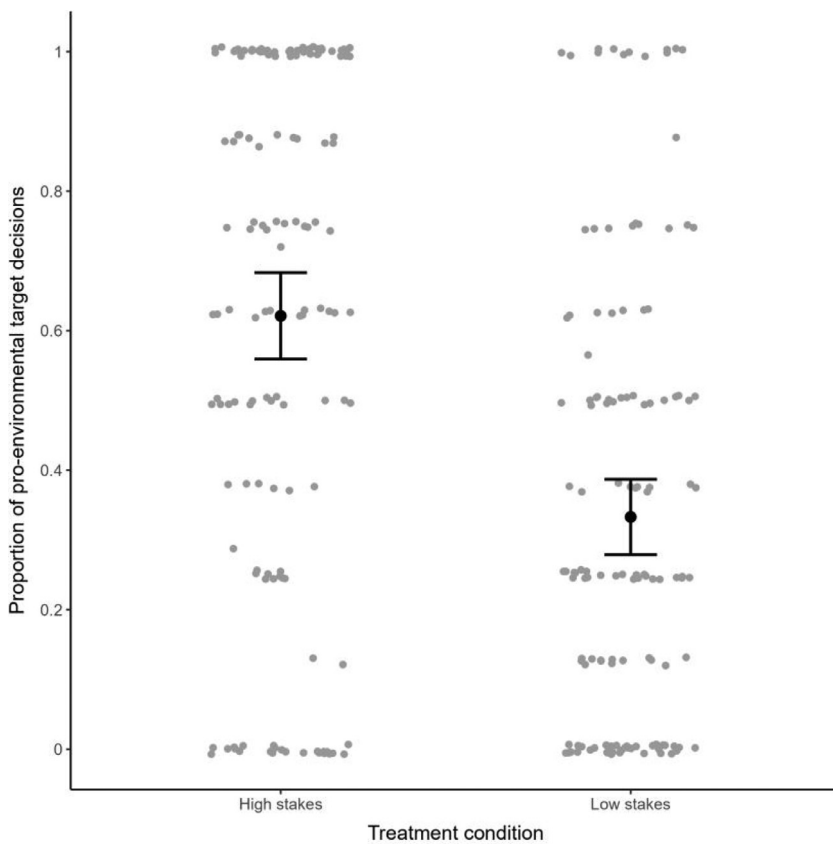 Proportion of pro-environmental target decisions
1
0.8
0.6
0.4
0.2
0
High stakes
Low stakes
Treatment condition